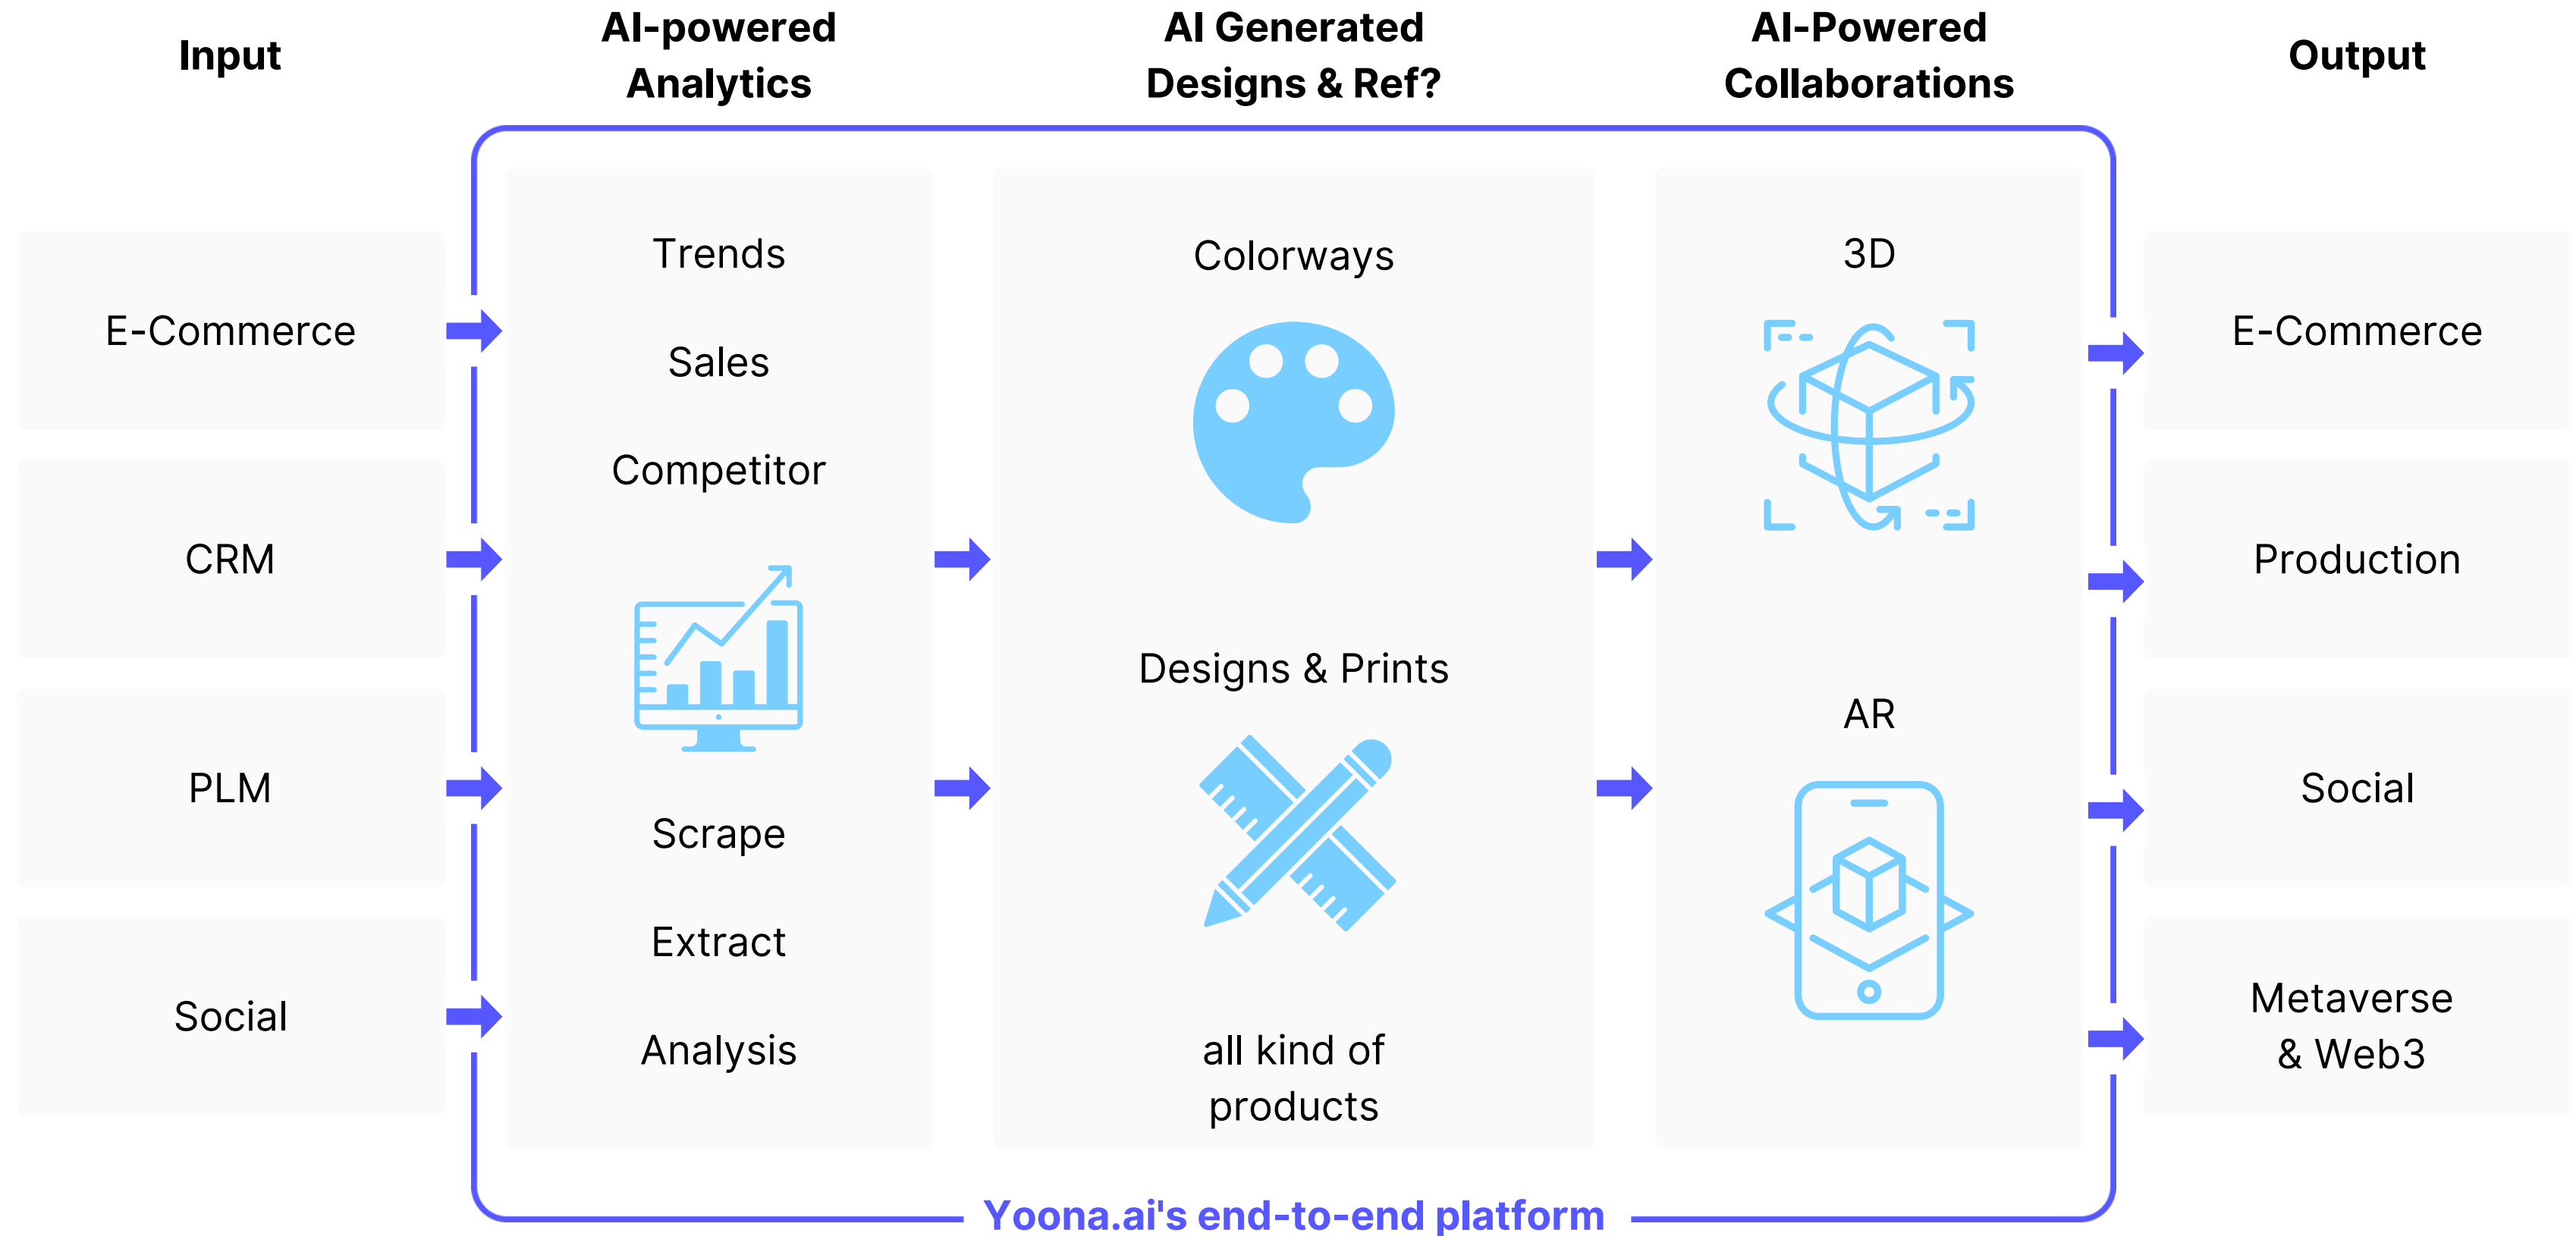 Input
AI-powered
Analytics
AI Generated
Designs & Ref?
AI-Powered
Collaborations
Output
E-Commerce
CRM
PLM
Social
Trends
Sales
Competitor
Scrape
Extract
Analysis
Colorways
Designs & Prints
all kind of
products
3D
AR
E-Commerce
Production
Social
Metaverse
& Web3
Yoona.ai's end-to-end platform